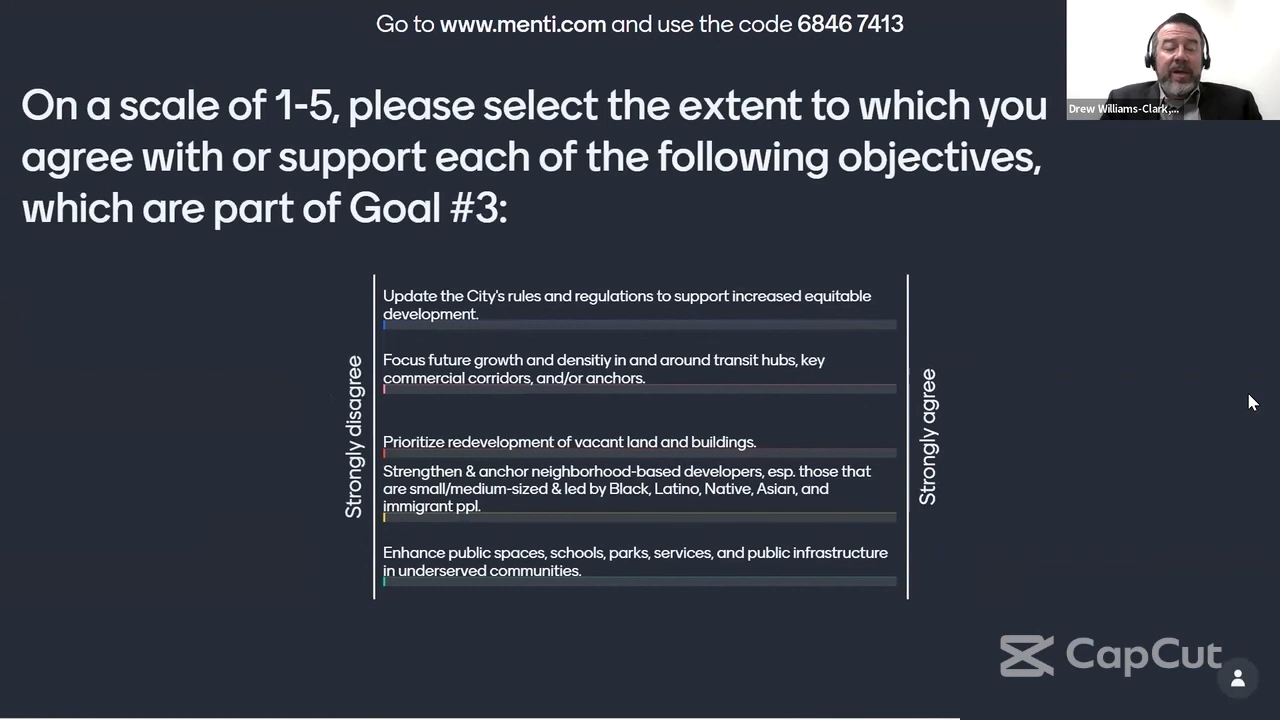 Go to www.menti.com and use the code 6846 7413
On a scale of 1-5, please select the extent to which you
agree with or support each of the following objectives,
which are part of Goal #3:
Drew Williams-Clark,...
Strongly disagree
Update the City's rules and regulations to support increased equitable
development.
Focus future growth and densitiy in and around transit hubs, key
commercial corridors, and/or anchors.
Prioritize redevelopment of vacant land and buildings.
Strengthen & anchor neighborhood-based developers, esp. those that
are small/medium-sized & led by Black, Latino, Native, Asian, and
immigrant ppl.
Enhance public spaces, schools, parks, services, and public infrastructure
in underserved communities.
Strongly agree
CapCut